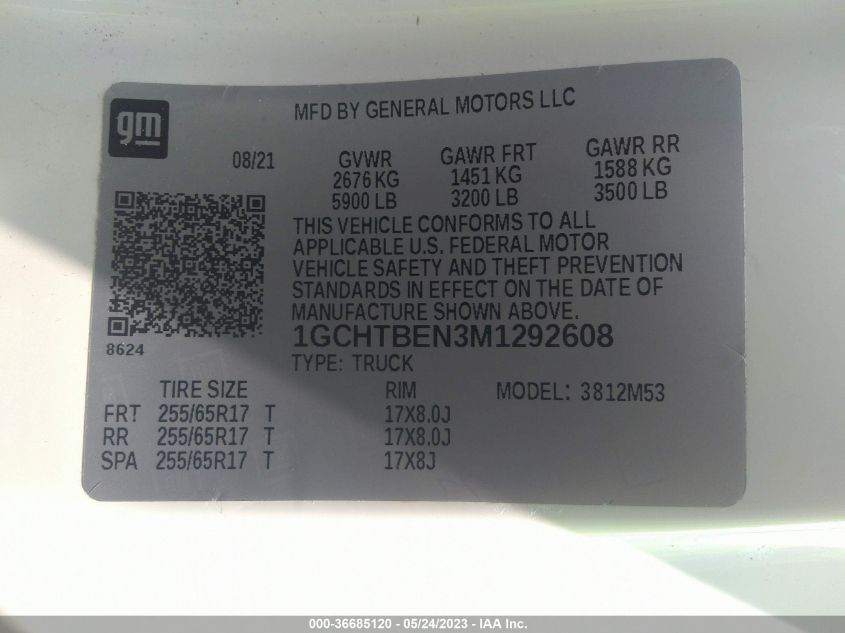 gm
MFD BY GENERAL MOTORS LLC
08/21 GVWR GAWR FRT GAWR RR
2676 KG 1451 KG 1588 KG
5900 LB 3200 LB 3500 LB
THIS VEHICLE CONFORMS TO ALL
APPLICABLE U.S. FEDERAL MOTOR
VEHICLE SAFETY AND THEFT PREVENTION
STANDARDS IN EFFECT ON THE DATE OF
MANUFACTURE SHOWN ABOVE.
8624
1GCHTBEN3M1292608
TYPE: TRUCK
TIRE SIZE RIM MODEL: 3812M53
FRT 255/65R17 T 17X8.0J
RR 255/65R17 T 17X8.0J
SPA 255/65R17 T 17X8J
000-36685120 - 05/24/2023 - © IAA Inc.